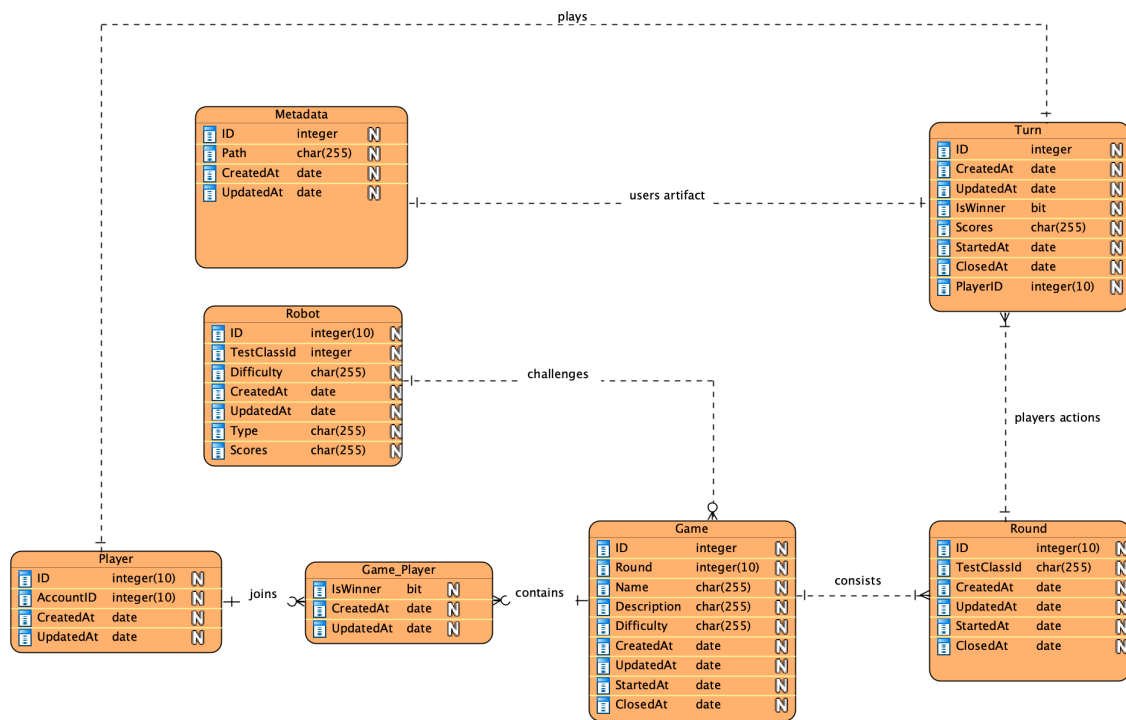 plays
Metadata
ID integer N
Path char(255) N
CreatedAt date N
UpdatedAt date N
Turn
ID integer N
CreatedAt date N
UpdatedAt date N
IsWinner bit N
Scores char(255) N
StartedAt date N
ClosedAt date N
PlayerID integer(10) N
users artifact
Robot
ID integer(10) N
TestClassId integer N
Difficulty char(255) N
CreatedAt date N
UpdatedAt date N
Type char(255) N
Scores char(255) N
challenges
players actions
Player
ID integer(10) N
AccountID integer(10) N
CreatedAt date N
UpdatedAt date N
joins
Game_Player
IsWinner bit N
CreatedAt date N
UpdatedAt date N
contains
Game
ID integer N
Round integer(10) N
Name char(255) N
Description char(255) N
Difficulty char(255) N
CreatedAt date N
UpdatedAt date N
StartedAt date N
ClosedAt date N
consists
Round
ID integer(10) N
TestClassId char(255) N
CreatedAt date N
UpdatedAt date N
StartedAt date N
ClosedAt date N